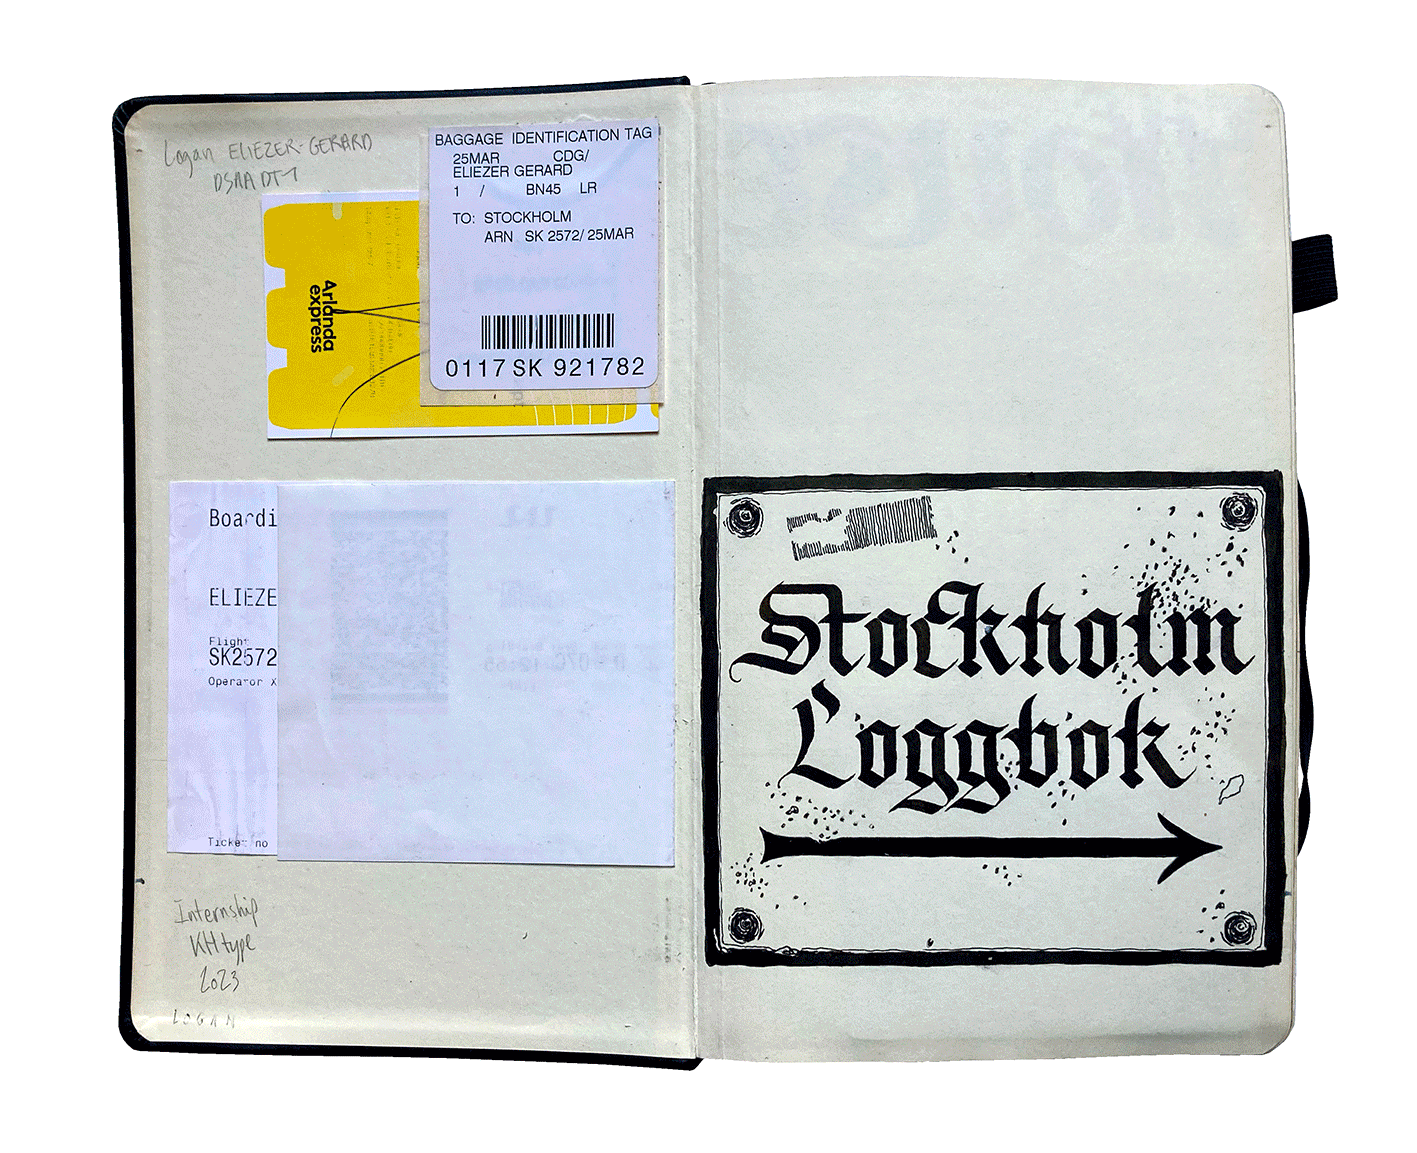 Logan ELIEZER-GERARD
DSAA DT1
BAGGAGE IDENTIFICATION TAG
25MAR CDG/
ELIEZER GERARD
1 / BN45 LR
TO: STOCKHOLM
ARN SK 2572/ 25MAR
0117 SK 921782
Arlanda
express
Boardi
ELIEZE
Flight
SK2572
Operator X
Ticket no
Internship
KH type
2023
LOGAN
Stockholm
Loggbok